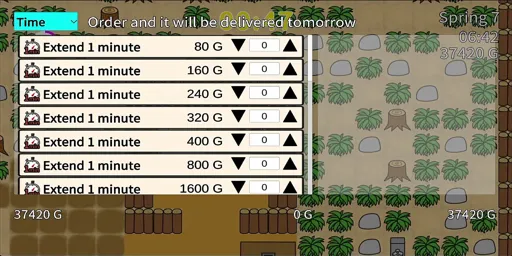 Time
Order and it will be delivered tomorrow
Spring 7
06:42
37420 G
Extend 1 minute 80 G 0
Extend 1 minute 160 G 0
Extend 1 minute 240 G 0
Extend 1 minute 320 G 0
Extend 1 minute 400 G 0
Extend 1 minute 800 G 0
Extend 1 minute 1600 G 0
37420 G 0 G 37420 G